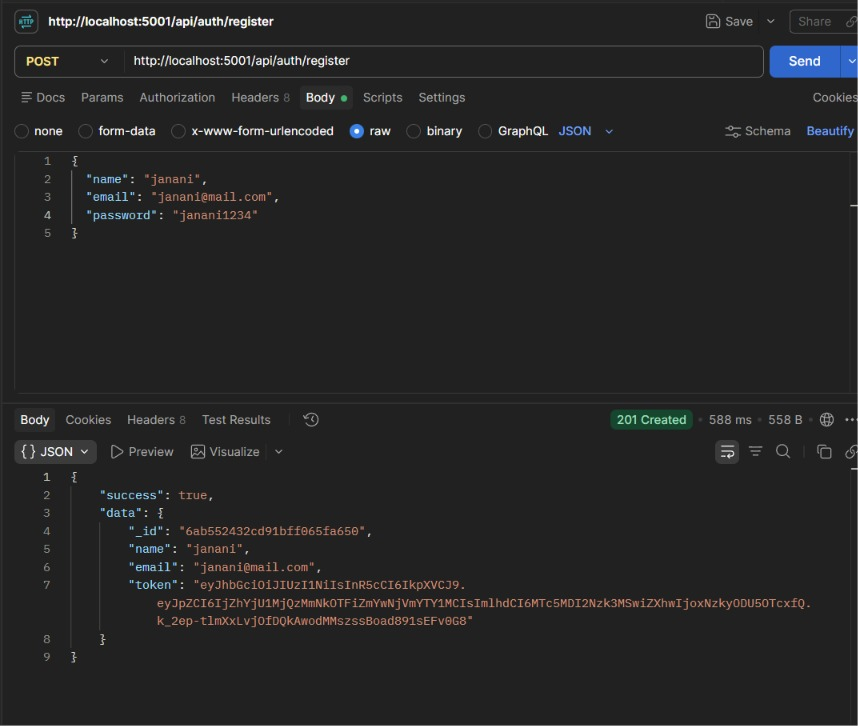 HTTP http://localhost:5001/api/auth/register Save Share
POST http://localhost:5001/api/auth/register Send
Docs Params Authorization Headers 8 Body Scripts Settings Cookies
none form-data x-www-form-urlencoded raw binary GraphQL JSON Schema Beautify
1 {
2 "name": "janani",
3 "email": "janani@mail.com",
4 "password": "janani1234"
5 }
Body Cookies Headers 8 Test Results 201 Created 588 ms 558 B
{} JSON Preview Visualize
1 {
2 "success": true,
3 "data": {
4 "_id": "6ab552432cd91bff065fa650",
5 "name": "janani",
6 "email": "janani@mail.com",
7 "token": "eyJhbGciOiJIUzI1NiIsInR5cCI6IkpXVCJ9.
eyJpZCI6IjZhYjU1MjQzMmNkOTFiZmYwNjVmYTY1MCIsImlhdCI6MTc5MDI2Nzk3MSwiZXhwIjoxNzkyODU5OTcxfQ.
k_2ep-tlmXxLvjOfDQkAwodMMszssBoad891sEFv0G8"
8 }
9 }